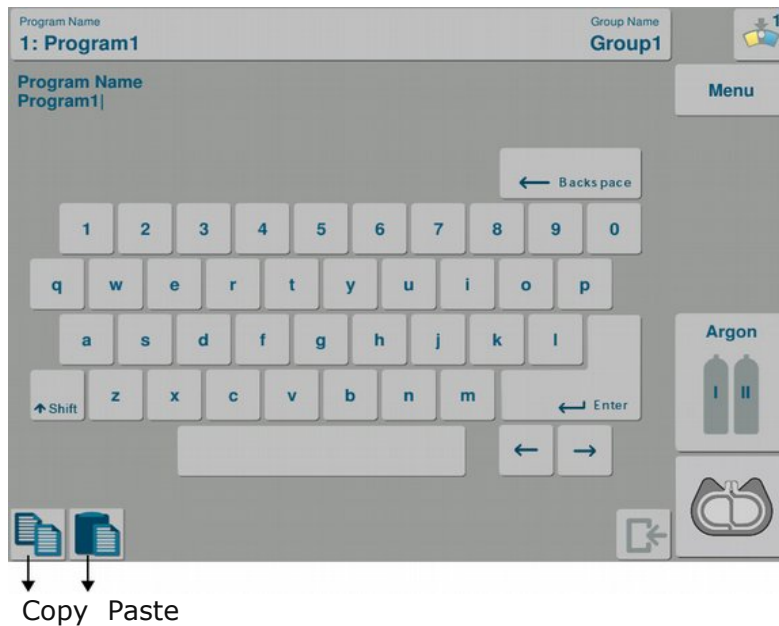 Program Name
1: Program1
Group Name
Group1
1
Program Name
Program1|
Menu
← Backspace
1 2 3 4 5 6 7 8 9 0
q w e r t y u i o p
a s d f g h j k l
↑ Shift z x c v b n m
↵ Enter
← →
Argon
I II
Copy Paste